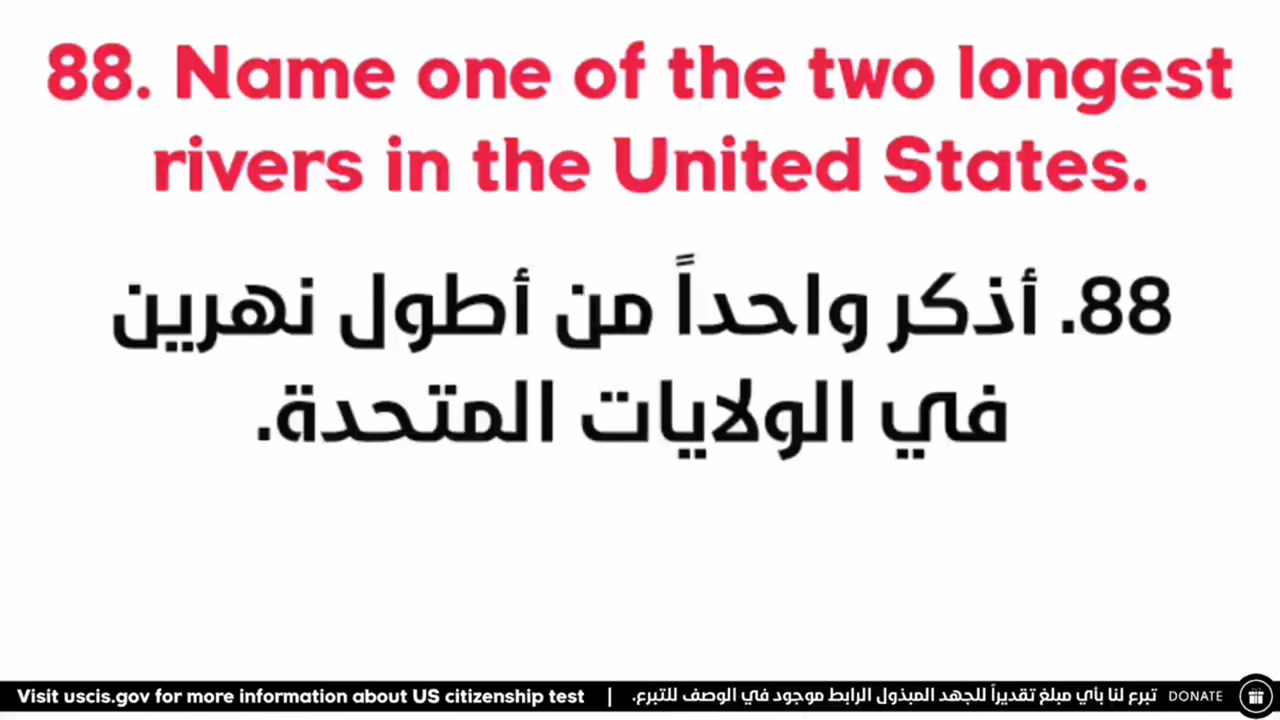 88. Name one of the two longest
rivers in the United States.
88. أذكر واحداً من أطول نهرين
في الولايات المتحدة.
Visit uscis.gov for more information about US citizenship test | تبرع لنا بأي مبلغ تقديراً للجهد المبذول الرابط موجود في الوصف للتبرع. DONATE